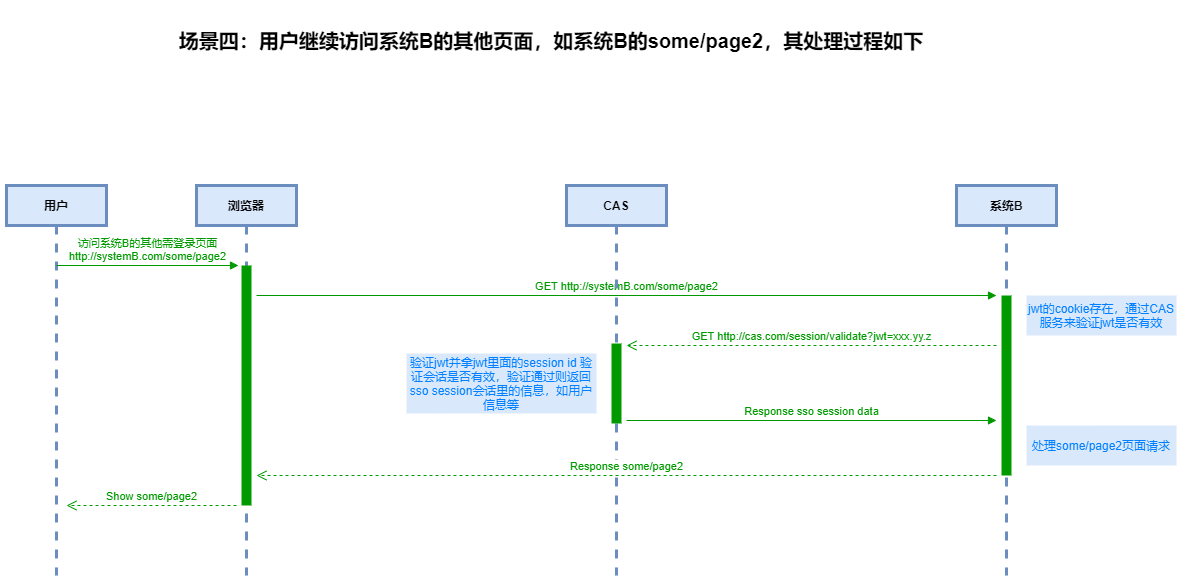 场景四：用户继续访问系统B的其他页面，如系统B的some/page2，其处理过程如下
用户
浏览器
CAS
系统B
访问系统B的其他需登录页面
http://systemB.com/some/page2
GET http://systemB.com/some/page2
jwt的cookie存在，通过CAS
服务来验证jwt是否有效
GET http://cas.com/session/validate?jwt=xxx.yy.z
验证jwt并拿jwt里面的session id 验
证会话是否有效，验证通过则返回
sso session会话里的信息，如用户
信息等
Response sso session data
处理some/page2页面请求
Response some/page2
Show some/page2